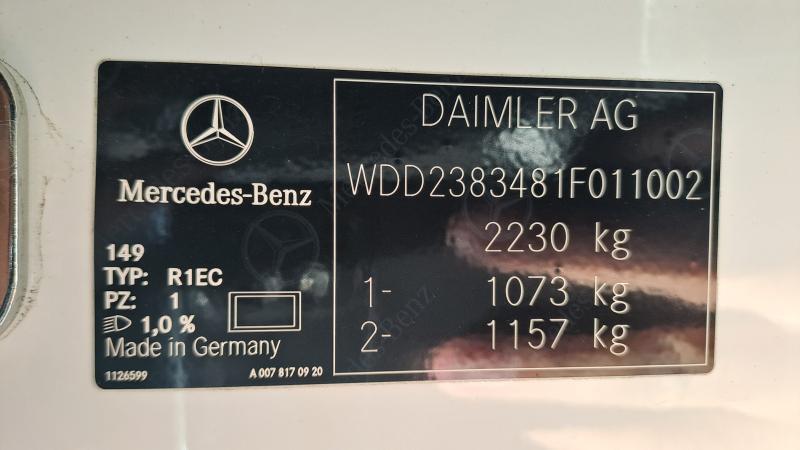 Mercedes-Benz
149
TYP: R1EC
PZ: 1
1,0 %
Made in Germany
1126599
A 007 817 09 20
DAIMLER AG
WDD2383481F011002
2230 kg
1- 1073 kg
2- 1157 kg